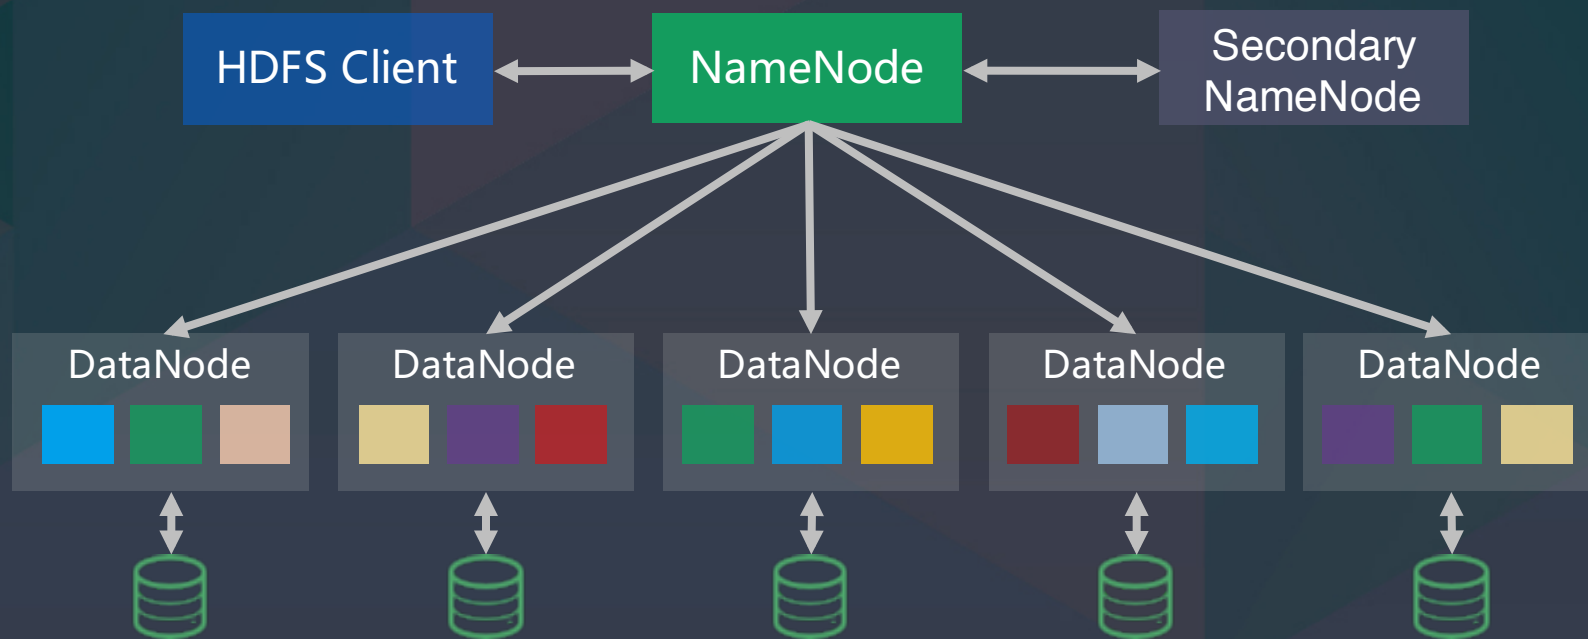 HDFS Client
NameNode
Secondary
NameNode
DataNode
DataNode
DataNode
DataNode
DataNode